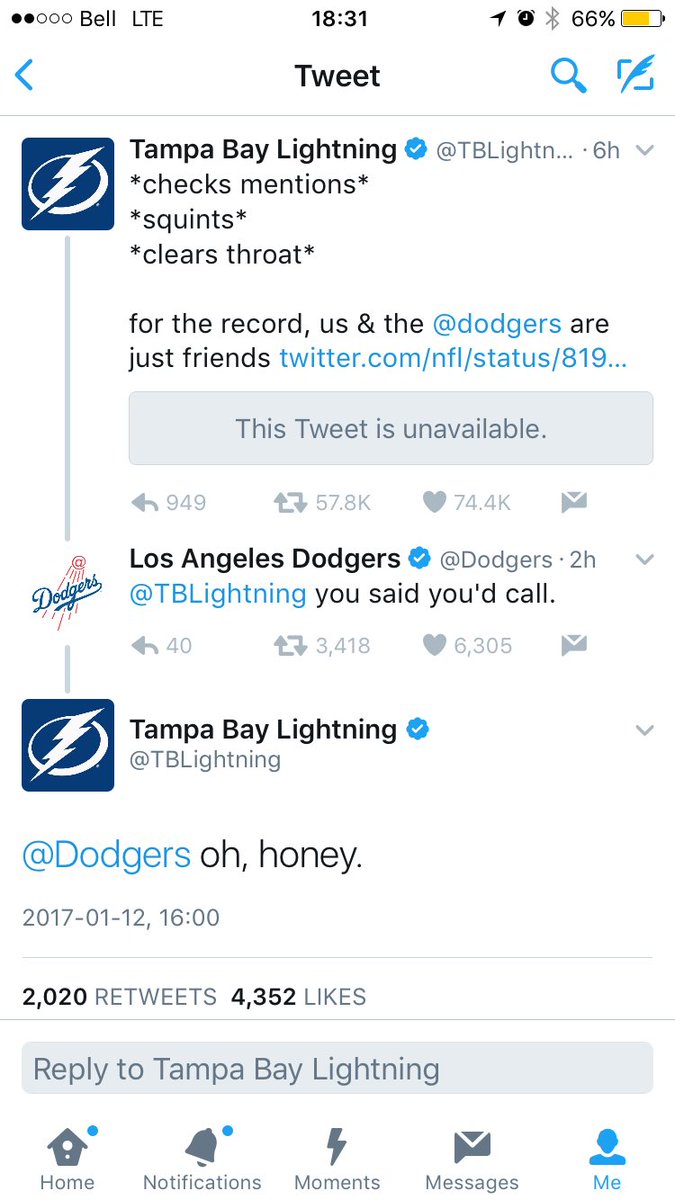 Bell LTE 18:31 66%
Tweet
Tampa Bay Lightning @TBLightn... · 6h
*checks mentions*
*squints*
*clears throat*
for the record, us & the @dodgers are
just friends twitter.com/nfl/status/819...
This Tweet is unavailable.
949 57.8K 74.4K
Dodgers
Los Angeles Dodgers @Dodgers · 2h
@TBLightning you said you'd call.
40 3,418 6,305
Tampa Bay Lightning
@TBLightning
@Dodgers oh, honey.
2017-01-12, 16:00
2,020 RETWEETS 4,352 LIKES
Reply to Tampa Bay Lightning
Home Notifications Moments Messages Me